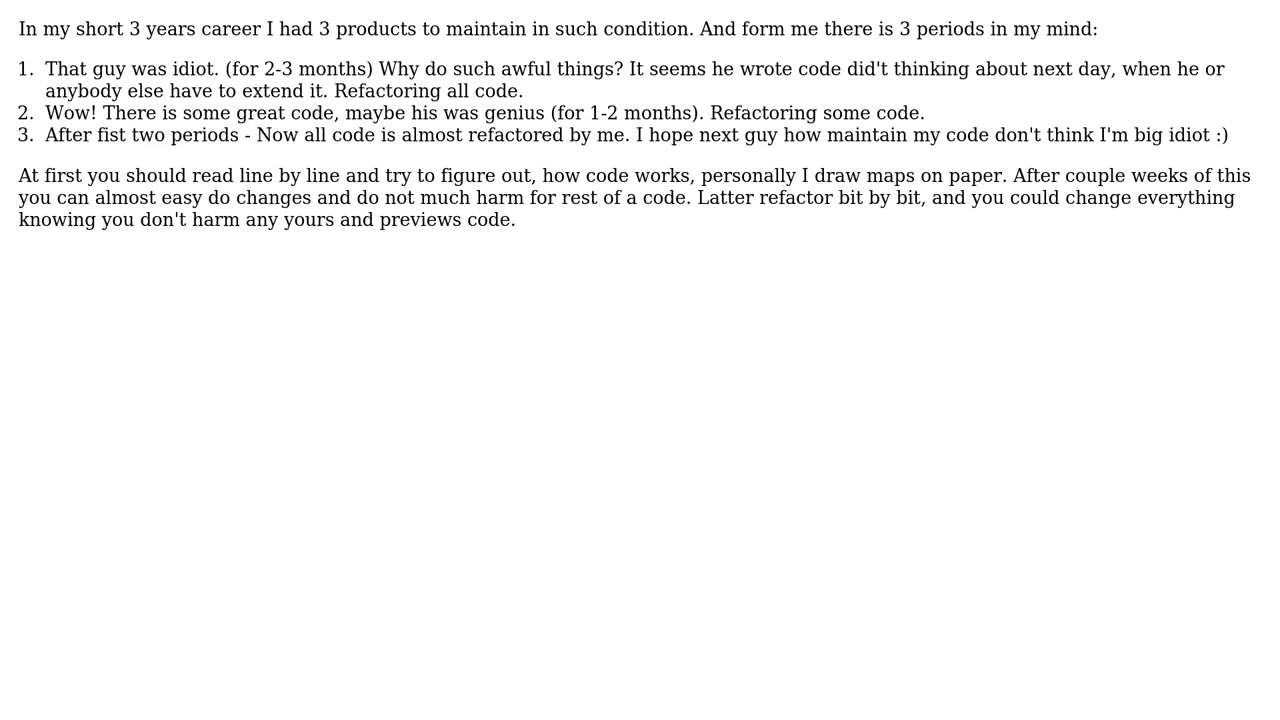 In my short 3 years career I had 3 products to maintain in such condition. And form me there is 3 periods in my mind:
1. That guy was idiot. (for 2-3 months) Why do such awful things? It seems he wrote code did't thinking about next day, when he or
anybody else have to extend it. Refactoring all code.
2. Wow! There is some great code, maybe his was genius (for 1-2 months). Refactoring some code.
3. After fist two periods - Now all code is almost refactored by me. I hope next guy how maintain my code don't think I'm big idiot :)
At first you should read line by line and try to figure out, how code works, personally I draw maps on paper. After couple weeks of this
you can almost easy do changes and do not much harm for rest of a code. Latter refactor bit by bit, and you could change everything
knowing you don't harm any yours and previews code.